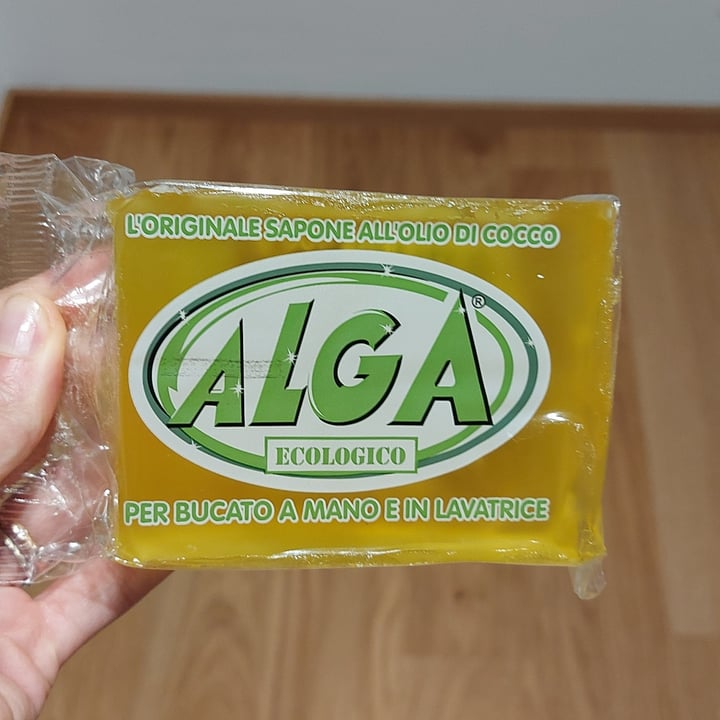 L'ORIGINALE SAPONE ALL'OLIO DI COCCO
ALGA®
ECOLOGICO
PER BUCATO A MANO E IN LAVATRICE